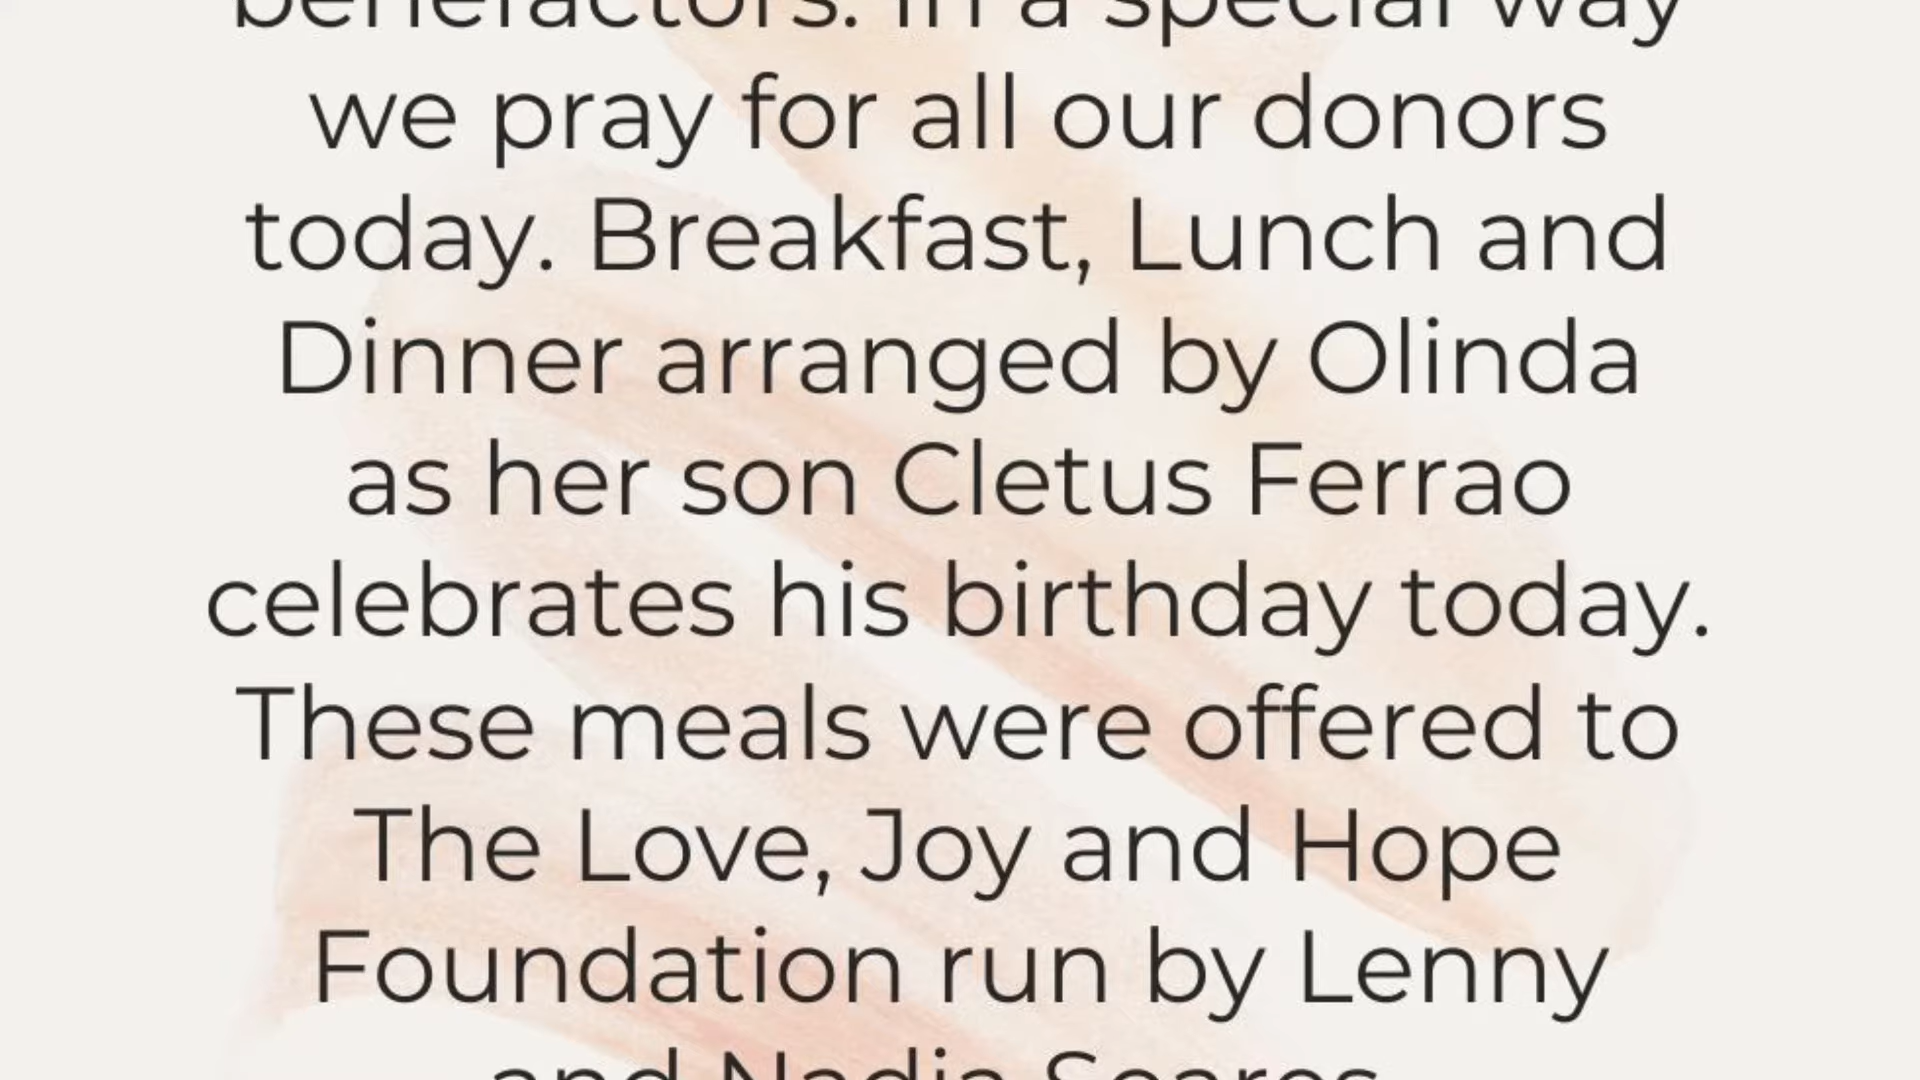 benefactors. In a special way
we pray for all our donors
today. Breakfast, Lunch and
Dinner arranged by Olinda
as her son Cletus Ferrao
celebrates his birthday today.
These meals were offered to
The Love, Joy and Hope
Foundation run by Lenny
and Nadia Soares